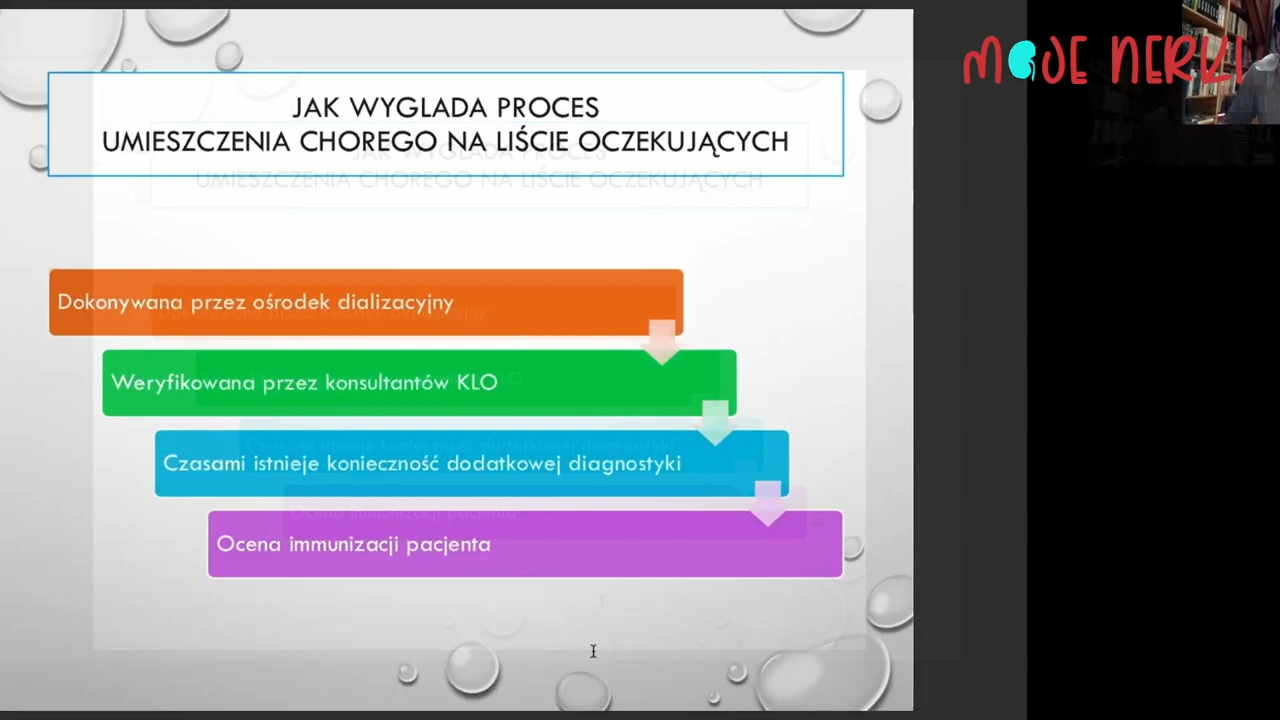 JAK WYGLADA PROCES
UMIESZCZENIA CHOREGO NA LIŚCIE OCZEKUJĄCYCH
MOJE NERKI
Dokonywana przez ośrodek dializacyjny
Weryfikowana przez konsultantów KLO
Czasami istnieje konieczność dodatkowej diagnostyki
Ocena immunizacji pacjenta